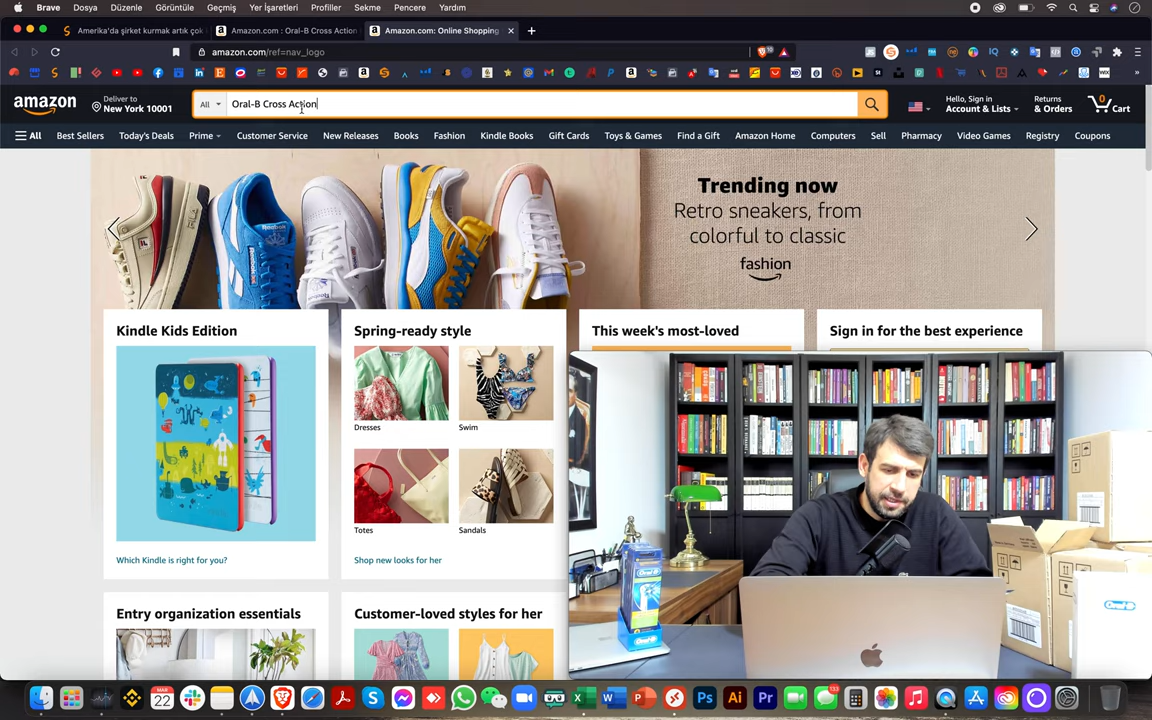 Brave Dosya Düzenle Görüntüle Geçmiş Yer İşaretleri Profiller Sekme Pencere Yardım
Amerika'da şirket kurmak artık çok
Amazon.com : Oral-B Cross Action
Amazon.com: Online Shopping
amazon.com/ref=nav_logo
amazon
Deliver to
New York 10001
All
Oral-B Cross Action
Hello, Sign in
Account & Lists
Returns
& Orders
0
Cart
All Best Sellers Today's Deals Prime Customer Service New Releases Books Fashion Kindle Books Gift Cards Toys & Games Find a Gift Amazon Home Computers Sell Pharmacy Video Games Registry Coupons
Trending now
Retro sneakers, from
colorful to classic
fashion
Kindle Kids Edition
Spring-ready style
This week's most-loved
Sign in for the best experience
Dresses
Swim
Totes
Sandals
Which Kindle is right for you?
Shop new looks for her
Entry organization essentials
Customer-loved styles for her
Oral-B
Oral-B
MAR
22